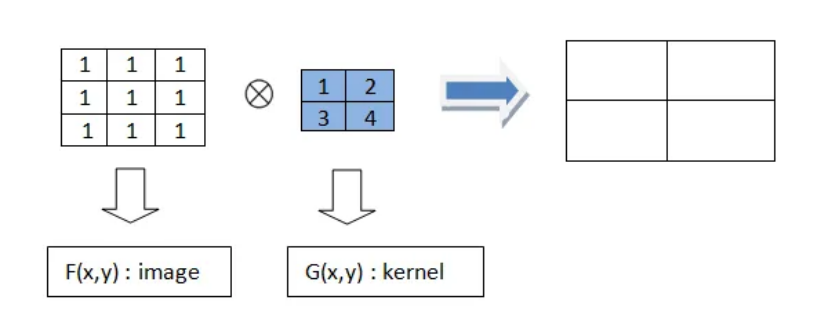 1 1 1
1 1 1
1 1 1
1 2
3 4
F(x,y) : image
G(x,y) : kernel